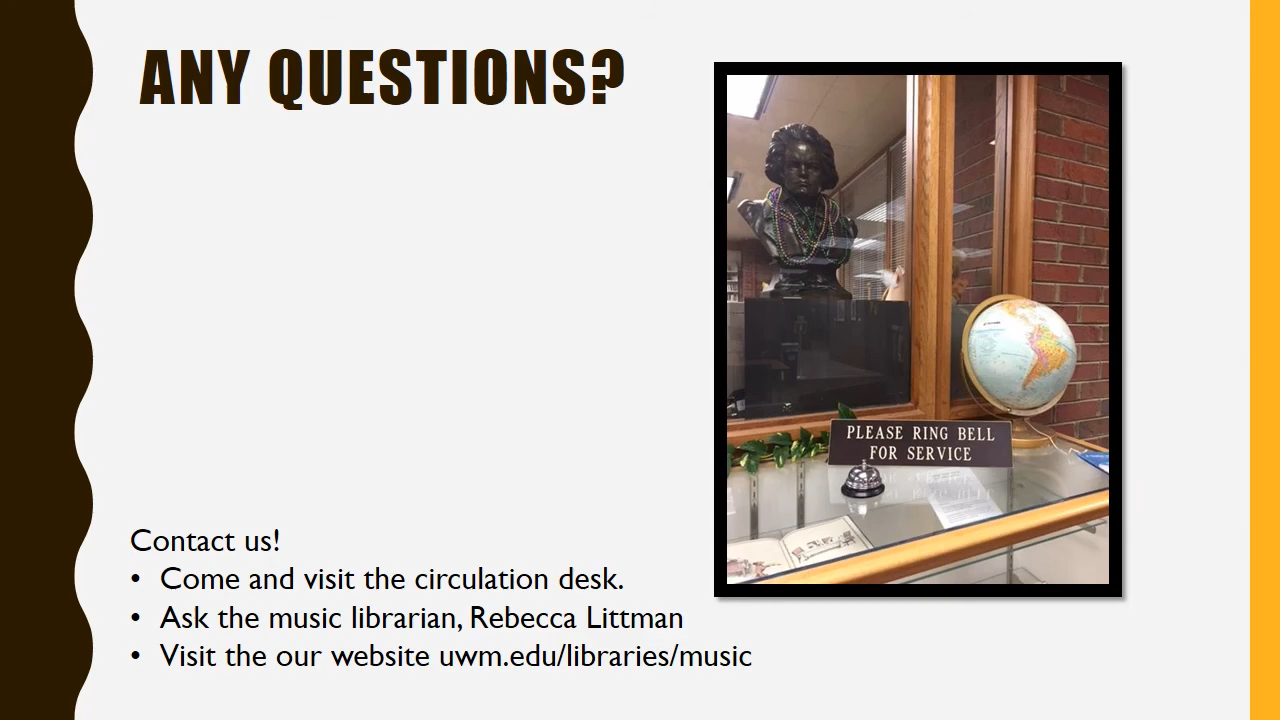 ANY QUESTIONS?
PLEASE RING BELL
FOR SERVICE
Contact us!
• Come and visit the circulation desk.
• Ask the music librarian, Rebecca Littman
• Visit the our website uwm.edu/libraries/music